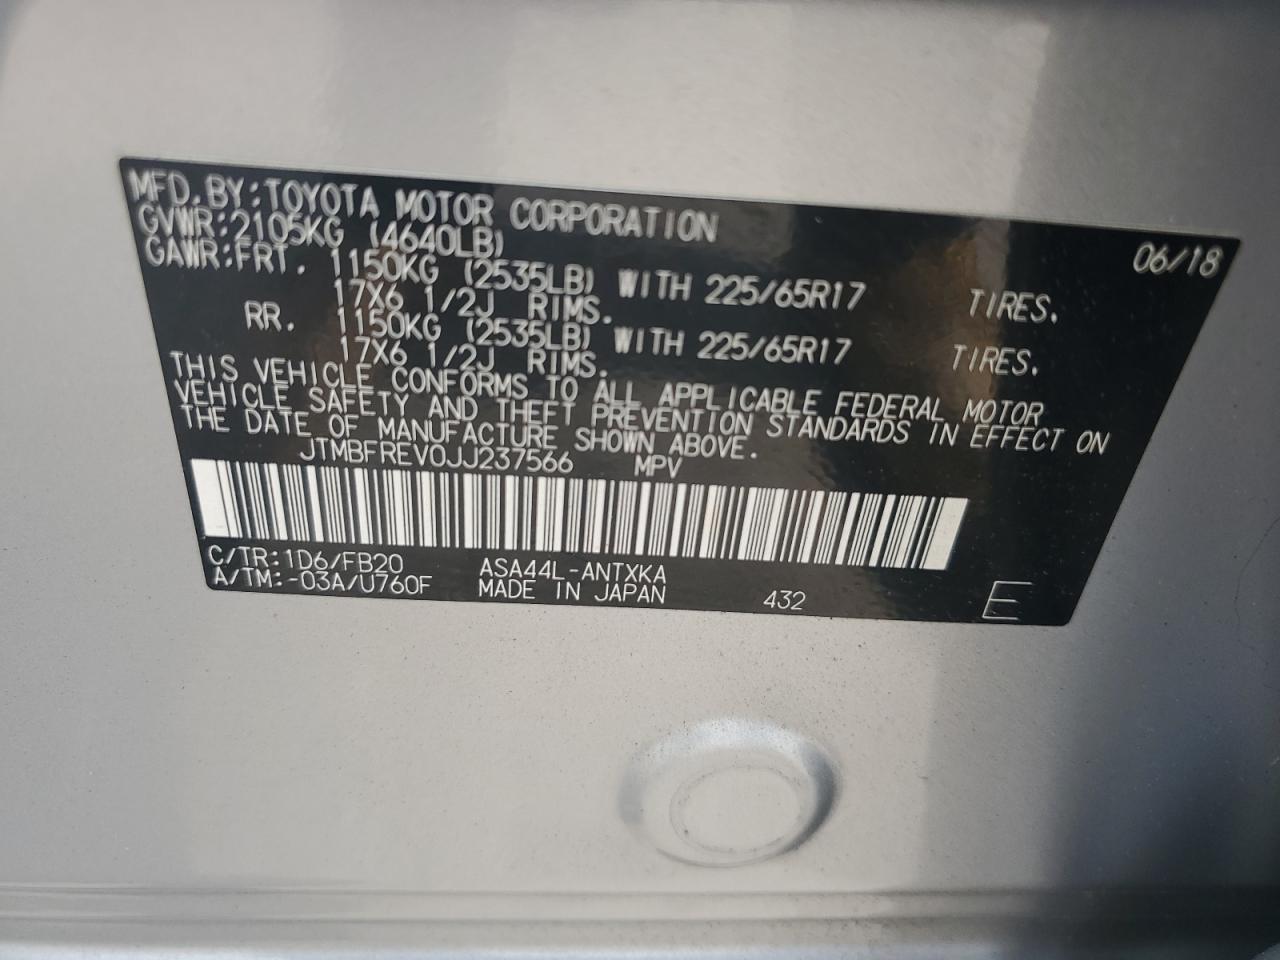 MFD. BY: TOYOTA MOTOR CORPORATION 06/18
GVWR: 2105KG (4640LB)
GAWR: FRT. 1150KG (2535LB) WITH 225/65R17 TIRES.
17X6 1/2J RIMS.
RR. 1150KG (2535LB) WITH 225/65R17 TIRES.
17X6 1/2J RIMS.
THIS VEHICLE CONFORMS TO ALL APPLICABLE FEDERAL MOTOR
VEHICLE SAFETY AND THEFT PREVENTION STANDARDS IN EFFECT ON
THE DATE OF MANUFACTURE SHOWN ABOVE.
JTMBFREV0JJ237566 MPV
C/TR: 1D6/FB20 ASA44L-ANTXKA
A/TM: -03A/U760F MADE IN JAPAN 432 E